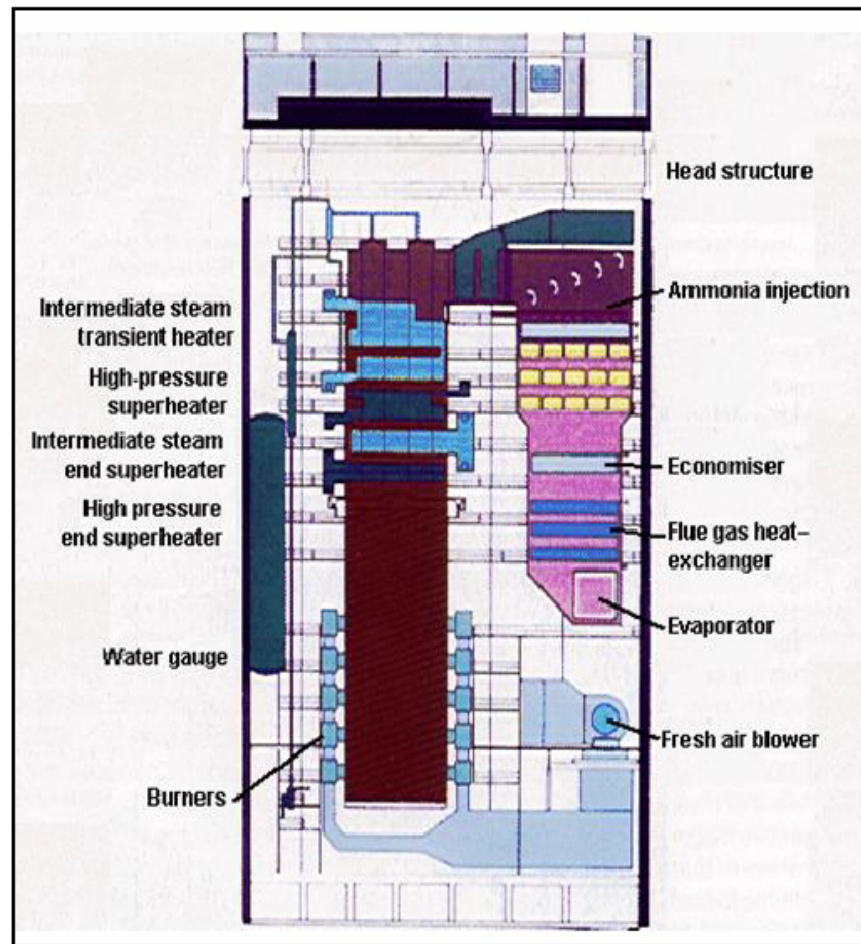 Head structure
Ammonia injection
Intermediate steam
transient heater
High-pressure
superheater
Intermediate steam
end superheater
High pressure
end superheater
Economiser
Flue gas heat–
exchanger
Evaporator
Water gauge
Fresh air blower
Burners